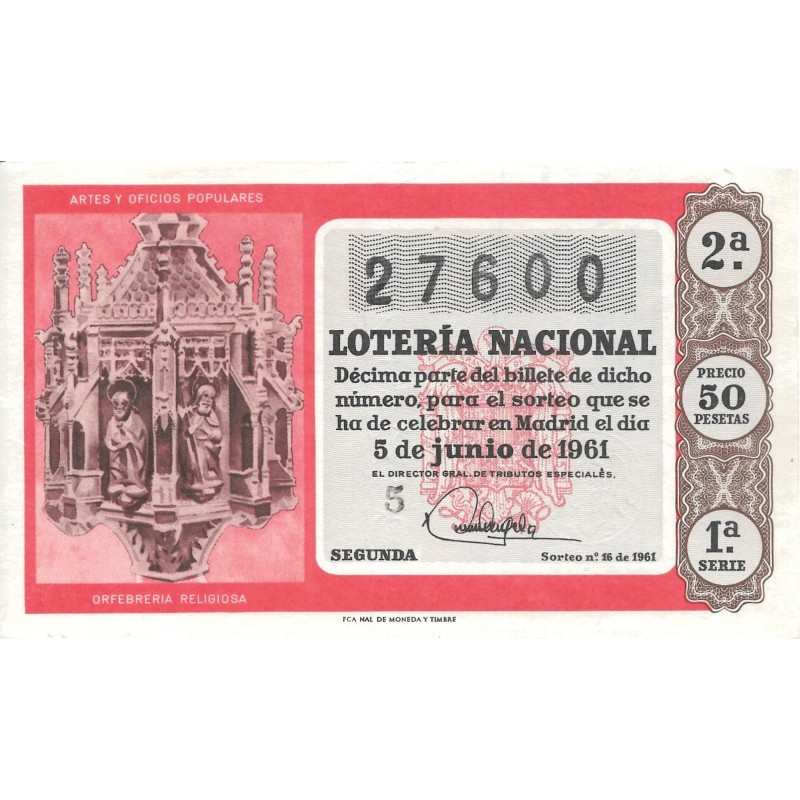 ARTES Y OFICIOS POPULARES
ORFEBRERIA RELIGIOSA
27600
LOTERÍA NACIONAL
Décima parte del billete de dicho
número, para el sorteo que se
ha de celebrar en Madrid el día
5 de junio de 1961
EL DIRECTOR GRAL. DE TRIBUTOS ESPECIALES,
5
SEGUNDA
Sorteo nº. 16 de 1961
2ª.
PRECIO
50
PESETAS
1ª.
SERIE
FCA NAL DE MONEDA Y TIMBRE